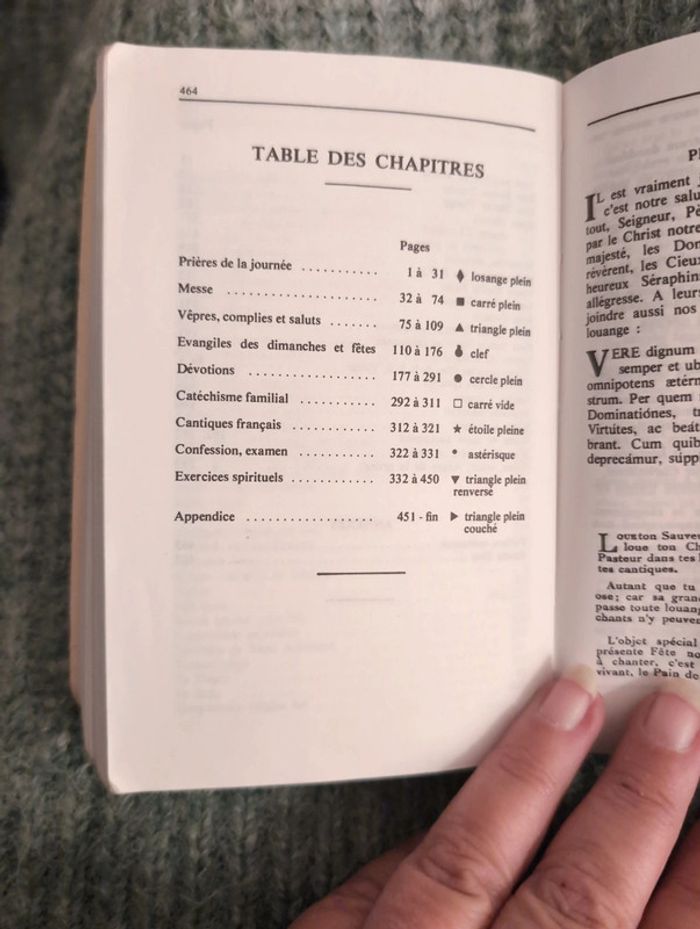 464
TABLE DES CHAPITRES
Pages
Prières de la journée ........... 1 à 31 ♦ losange plein
Messe ...................... 32 à 74 ■ carré plein
Vêpres, complies et saluts ....... 75 à 109 ▲ triangle plein
Evangiles des dimanches et fêtes 110 à 176 clef
Dévotions ................... 177 à 291 ● cercle plein
Catéchisme familial ............ 292 à 311 □ carré vide
Cantiques français ............. 312 à 321 ★ étoile pleine
Confession, examen ............ 322 à 331 * astérisque
Exercices spirituels ............ 332 à 450 ▼ triangle plein
renversé
Appendice ................... 451 - fin ► triangle plein
couché
IL est vraiment
c'est notre salu
tout, Seigneur, Pè
par le Christ notre
majesté, les Dom
révèrent, les Cieux
heureux Séraphins
allégresse. A leurs
joindre aussi nos
louange :
VERE dignum
semper et ub
omnipotens ætérn
strum. Per quem
Dominatiónes, tr
Virtútes, ac beát
brant. Cum quib
deprecámur, supp
Loue ton Ch
Pasteur dans tes
tes cantiques.
Autant que tu
ose; car sa grand
passe toute louang
chants n'y peuven
L'objet spécial
présente Fête no
à chanter, c'est
vivant, le Pain de